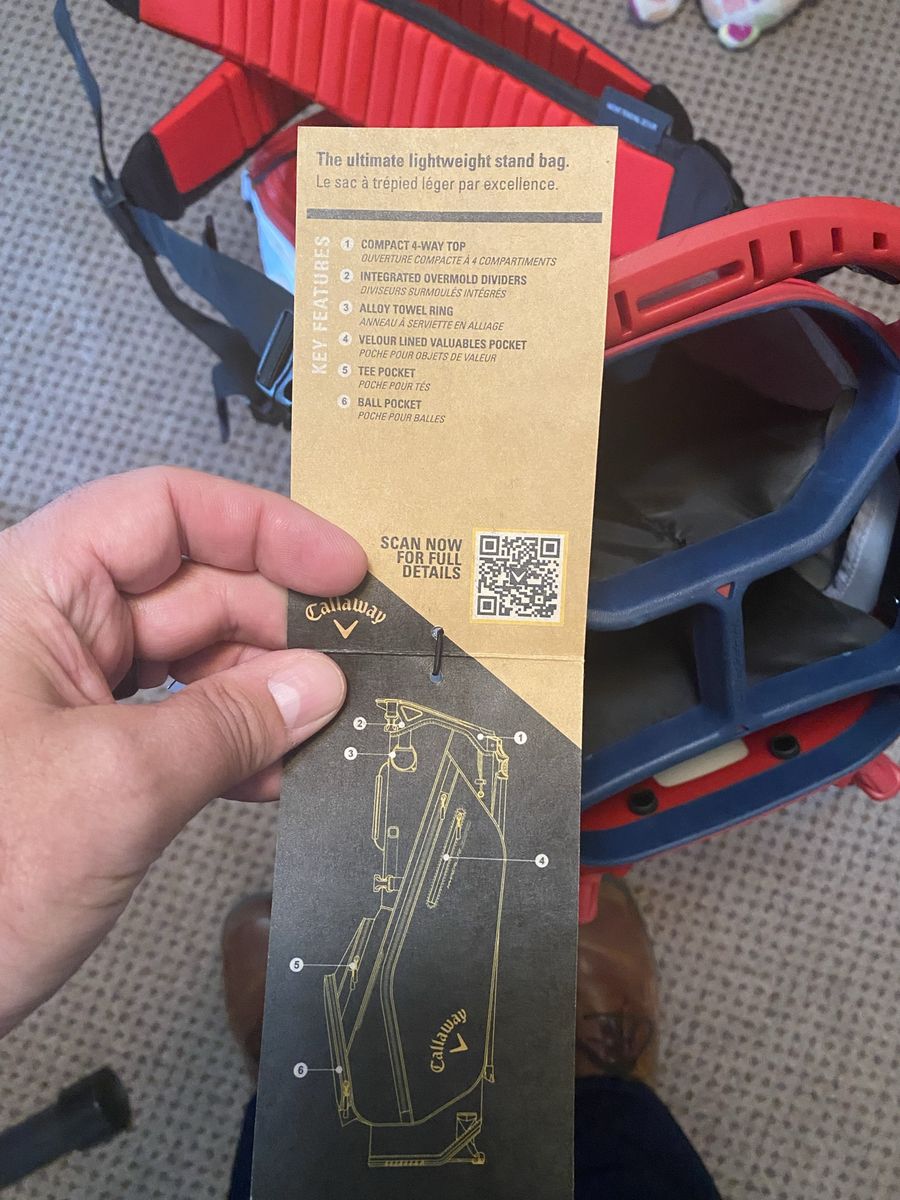 The ultimate lightweight stand bag.
Le sac à trépied léger par excellence.
KEY FEATURES
1 COMPACT 4-WAY TOP
OUVERTURE COMPACTE À 4 COMPARTIMENTS
2 INTEGRATED OVERMOLD DIVIDERS
DIVISEURS SURMOULÉS INTÉGRÉS
3 ALLOY TOWEL RING
ANNEAU À SERVIETTE EN ALLIAGE
4 VELOUR LINED VALUABLES POCKET
POCHE POUR OBJETS DE VALEUR
5 TEE POCKET
POCHE POUR TÉS
6 BALL POCKET
POCHE POUR BALLES
SCAN NOW
FOR FULL
DETAILS
Callaway
2
1
3
4
5
Callaway
6